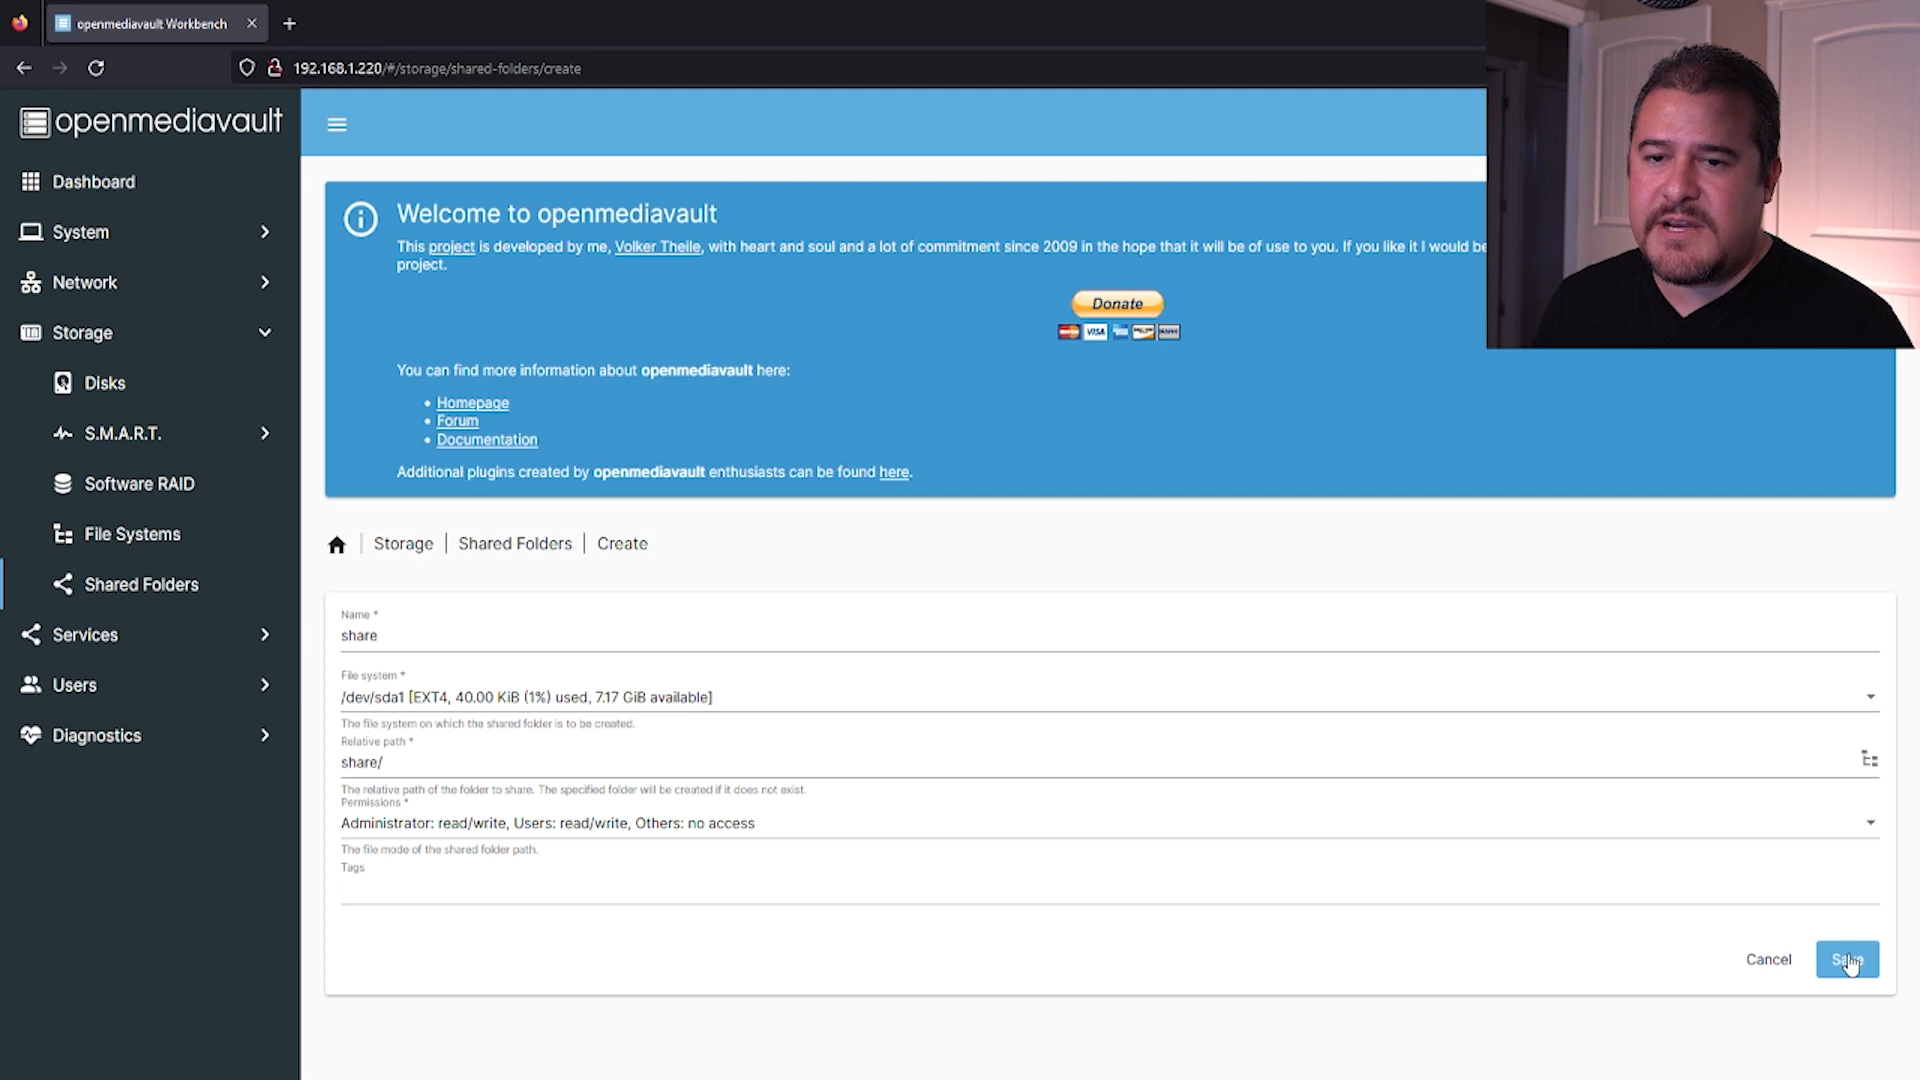 openmediavault Workbench
192.168.1.220/#/storage/shared-folders/create
openmediavault
Dashboard
System
Network
Storage
Disks
S.M.A.R.T.
Software RAID
File Systems
Shared Folders
Services
Users
Diagnostics
Welcome to openmediavault
This project is developed by me, Volker Theile, with heart and soul and a lot of commitment since 2009 in the hope that it will be of use to you. If you like it I would be
project.
Donate
VISA
You can find more information about openmediavault here:
• Homepage
• Forum
• Documentation
Additional plugins created by openmediavault enthusiasts can be found here.
Storage | Shared Folders | Create
Name *
share
File system *
/dev/sda1 [EXT4, 40.00 KiB (1%) used, 7.17 GiB available]
The file system on which the shared folder is to be created.
Relative path *
share/
The relative path of the folder to share. The specified folder will be created if it does not exist.
Permissions *
Administrator: read/write, Users: read/write, Others: no access
The file mode of the shared folder path.
Tags
Cancel
Save